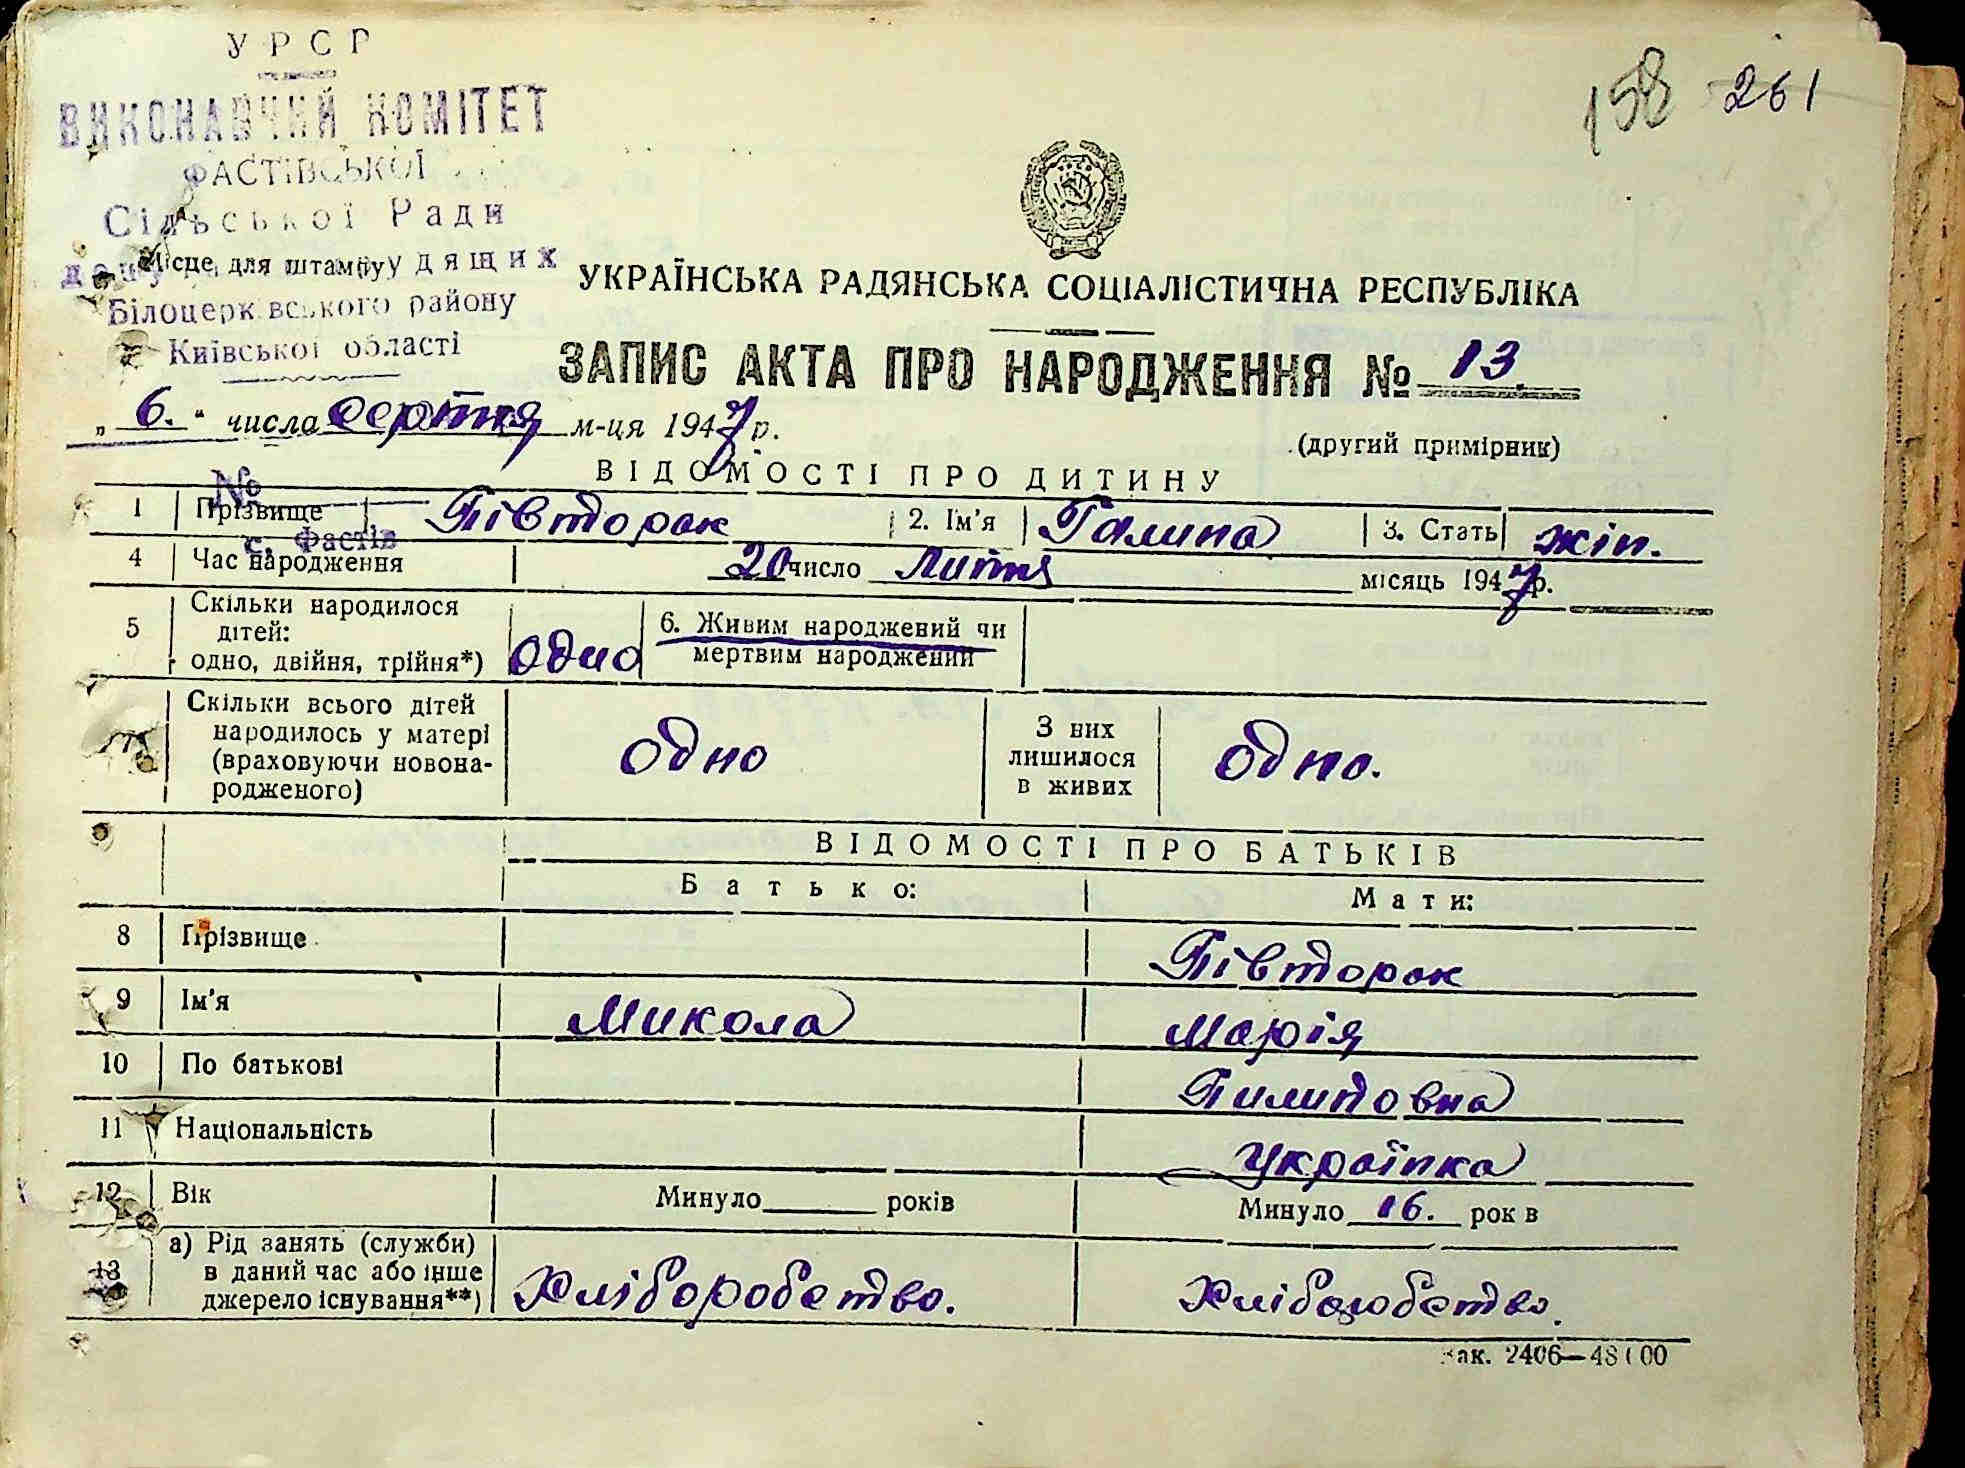 158 261
УРСР
ВИКОНАВЧИЙ КОМІТЕТ
ФАСТІВСЬКОЇ
Сільської Ради
Місце для штампу
Білоцерківського району
Київської області
УКРАЇНСЬКА РАДЯНСЬКА СОЦІАЛІСТИЧНА РЕСПУБЛІКА
ЗАПИС АКТА ПРО НАРОДЖЕННЯ № 13.
„ 6. “ числа серпня м-ця 1947 р.
(другий примірник)
ВІДОМОСТІ ПРО ДИТИНУ
№
1 Прізвище Півторак 2. Ім'я Галина 3. Стать жін.
с. Фастів
4 Час народження 20 число Липня місяць 1947 р.
5 Скільки народилося дітей: одно, двійня, трійня*) одно 6. Живим народжений чи мертвим народжений
Скільки всього дітей народилось у матері (враховуючи новонародженого) одно З них лишилося в живих одно.
ВІДОМОСТІ ПРО БАТЬКІВ
Батько: Мати:
8 Прізвище Півторак
9 Ім'я Микола Марія
10 По батькові Пилиповна
11 Національність Українка
12 Вік Минуло років Минуло 16. рок в
13 а) Рід занять (служби) в даний час або інше джерело існування**) Хліборобство. Хліборобство.
Зак. 2406—48